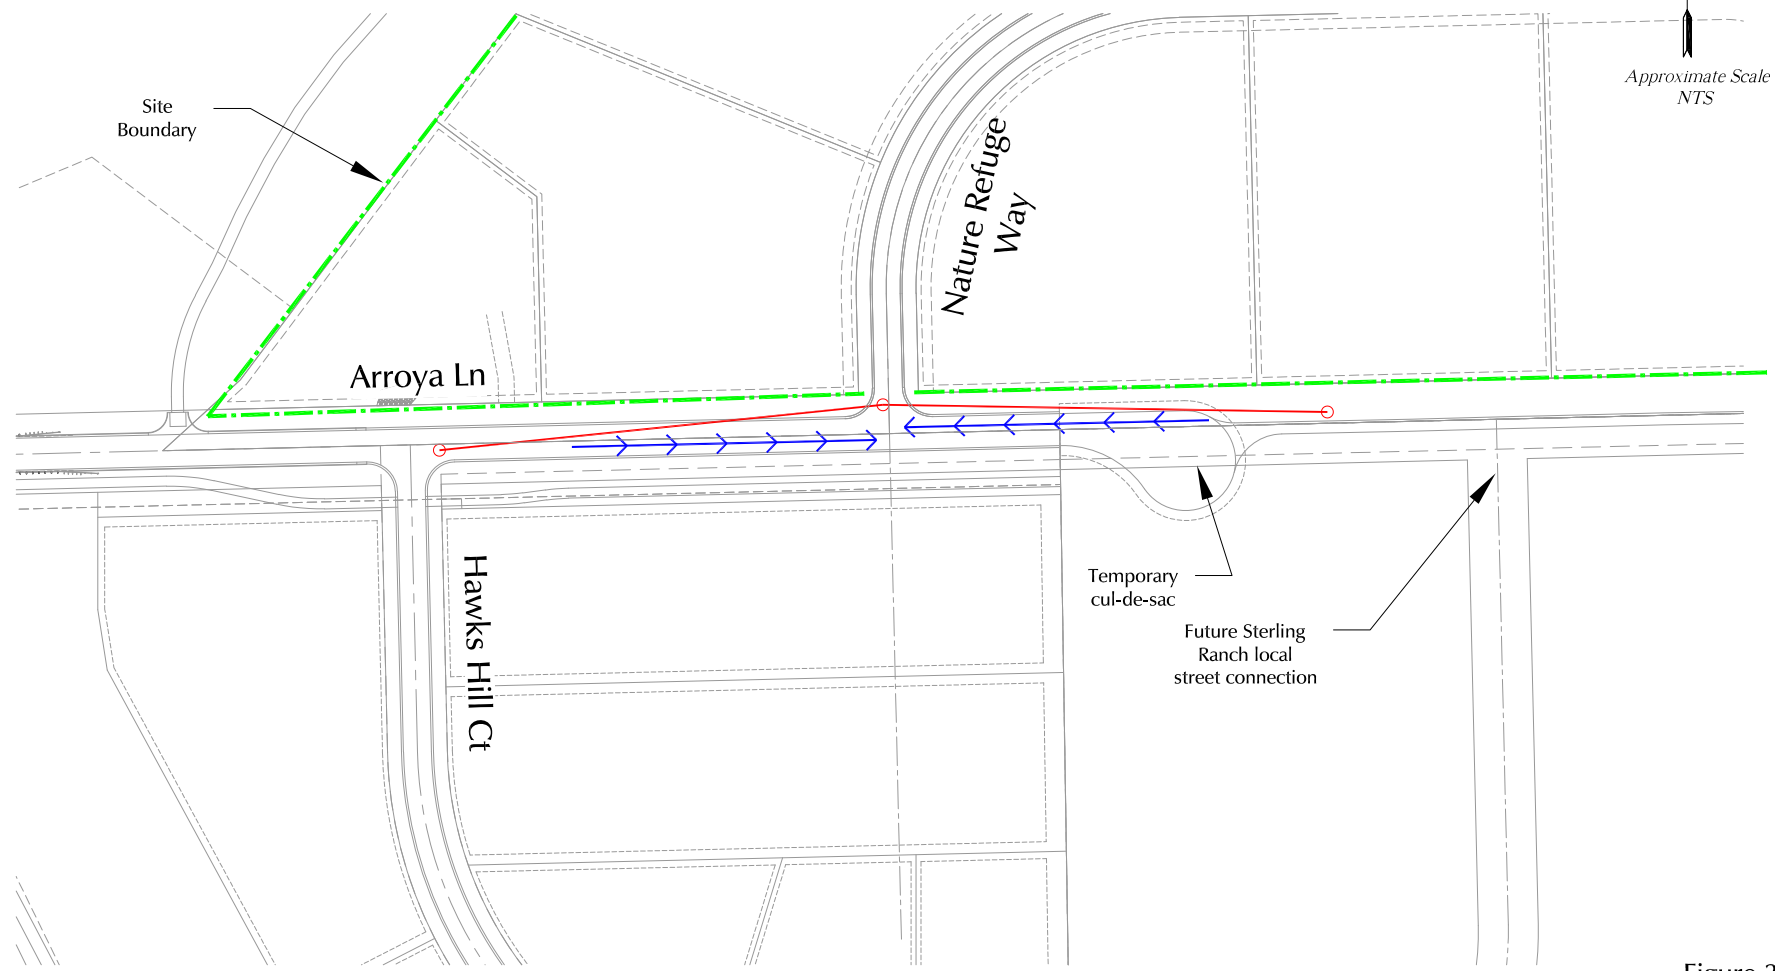 Approximate Scale
NTS
Site
Boundary
Nature Refuge
Way
Arroya Ln
Hawks Hill Ct
Temporary
cul-de-sac
Future Sterling
Ranch local
street connection